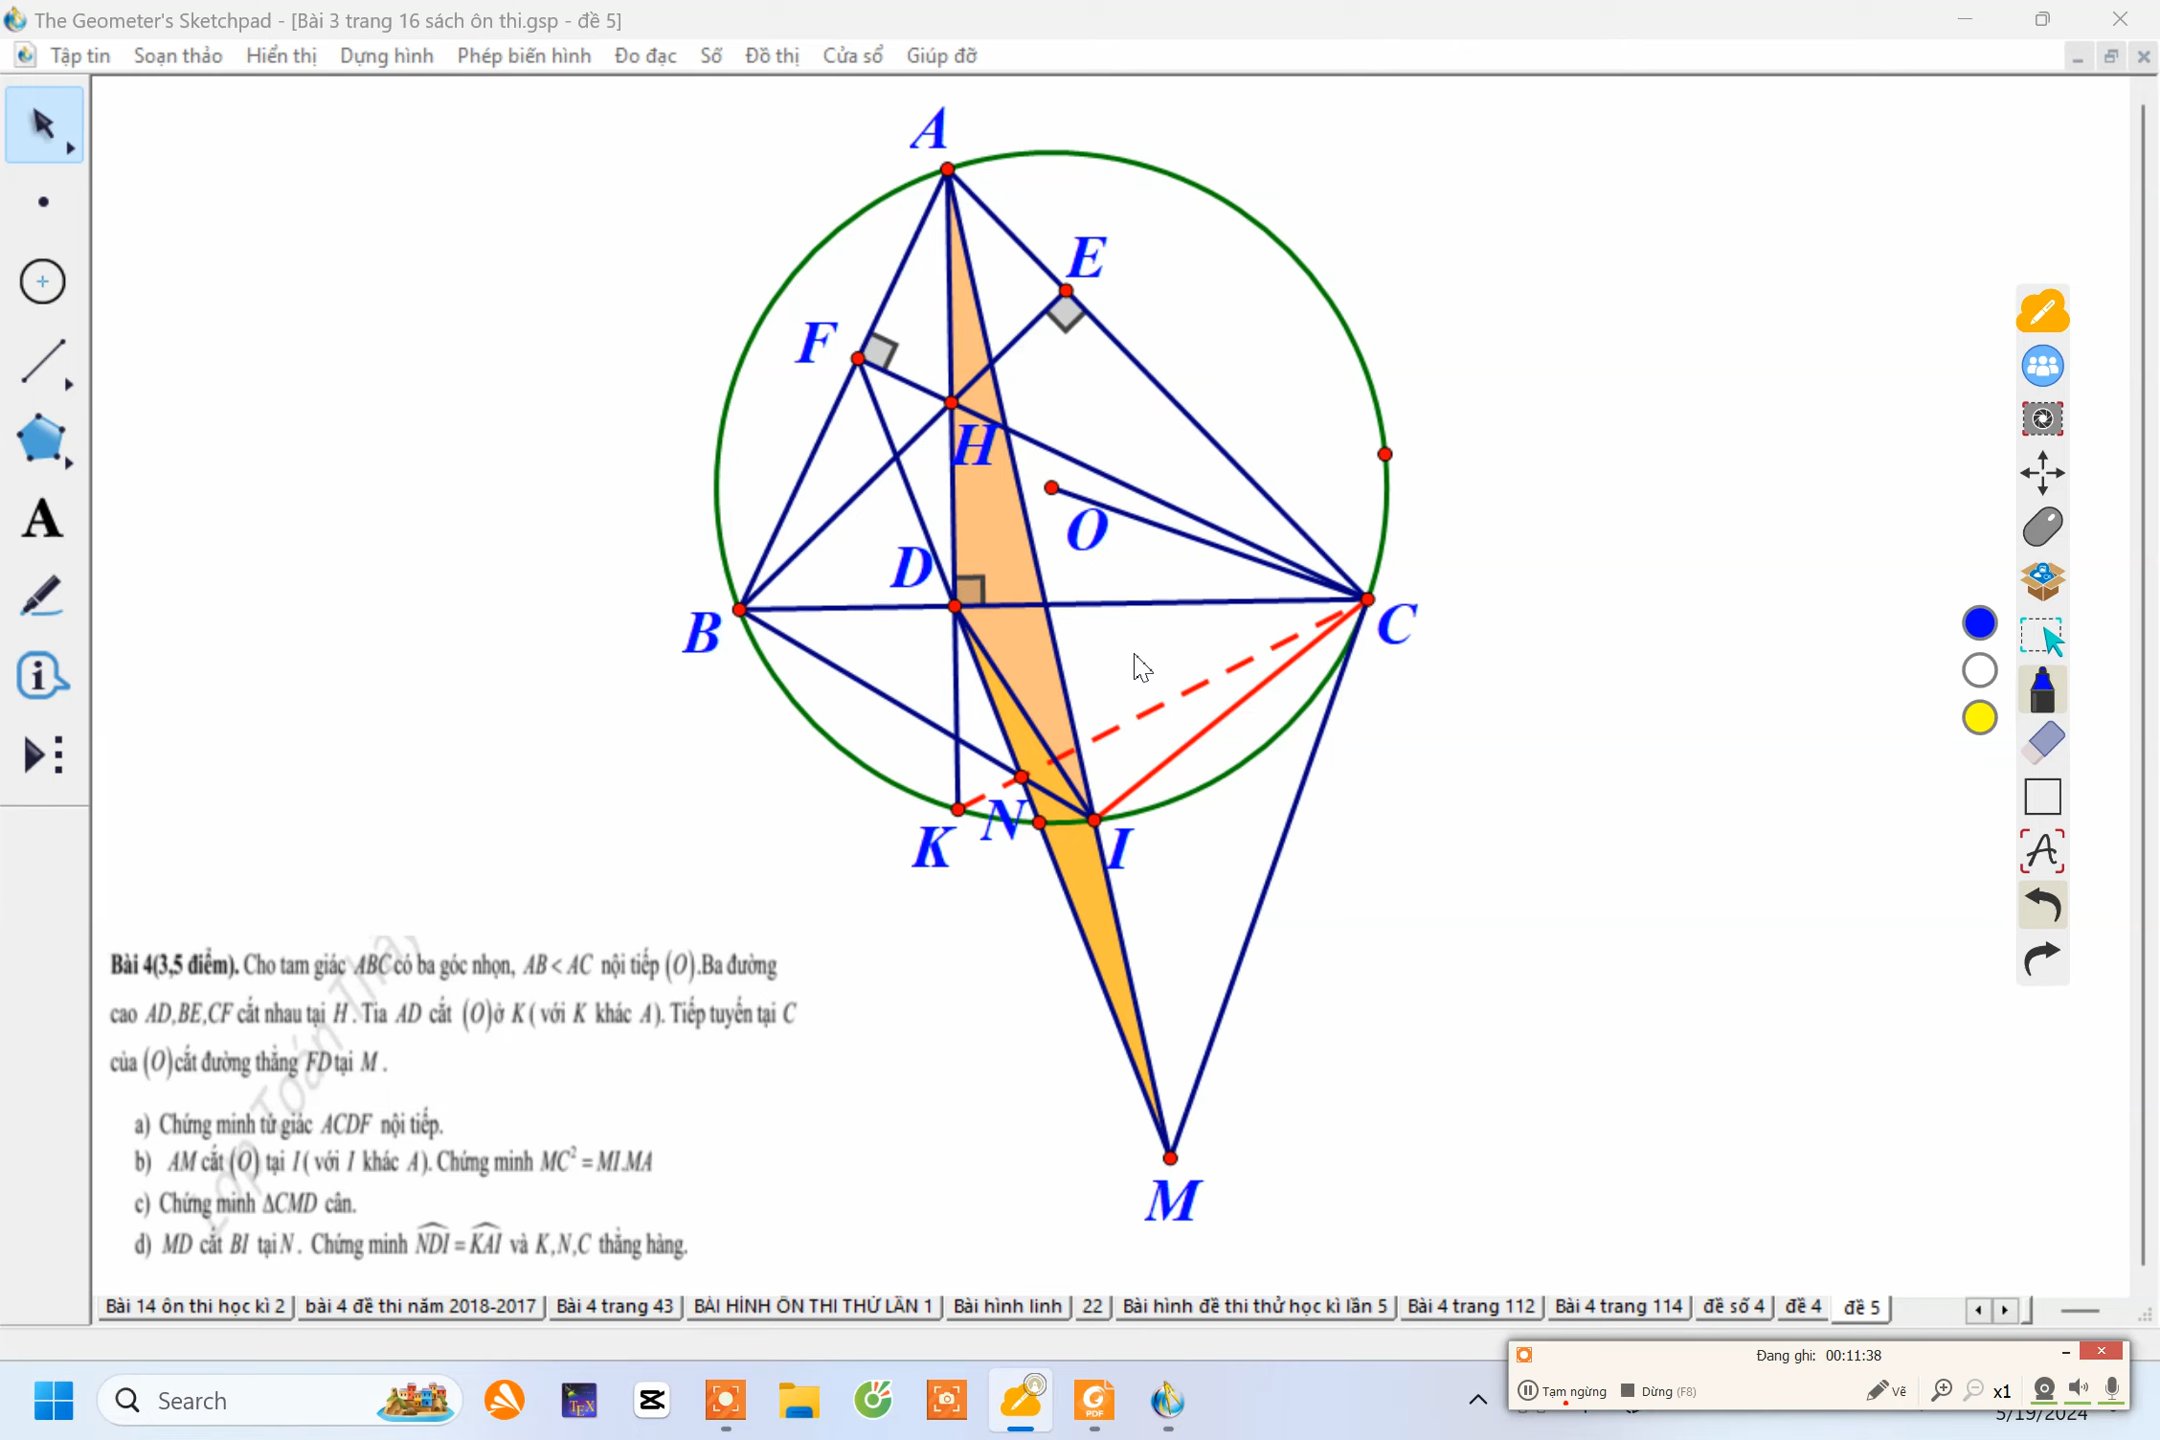 The Geometer's Sketchpad - [Bài 3 trang 16 sách ôn thi.gsp - đề 5]
Tập tin Soạn thảo Hiển thị Dựng hình Phép biến hình Đo đạc Số Đồ thị Cửa sổ Giúp đỡ
A
E
F
H
O
D
B
C
K
N
I
M
Bài 4(3,5 điểm). Cho tam giác ABC có ba góc nhọn, AB < AC nội tiếp (O).Ba đường
cao AD,BE,CF cắt nhau tại H. Tia AD cắt (O)ở K( với K khác A). Tiếp tuyến tại C
của (O)cắt đường thẳng FD tại M .
a) Chứng minh tứ giác ACDF nội tiếp.
b) AM cắt (O) tại I( với I khác A). Chứng minh MC² = MI.MA
c) Chứng minh ΔCMD cân.
d) MD cắt BI tại N. Chứng minh \widehat{NDI} = \widehat{KAI} và K,N,C thẳng hàng.
Bài 14 ôn thi học kì 2 bài 4 đề thi năm 2018-2017 Bài 4 trang 43 BÀI HÌNH ÔN THI THỬ LẦN 1 Bài hình linh 22 Bài hình đề thi thử học kì lần 5 Bài 4 trang 112 Bài 4 trang 114 đề số 4 đề 4 đề 5
Đang ghi: 00:11:38
Tạm ngừng Dừng (F8) Vẽ x1
Search
TEX
PDF
5/19/2024